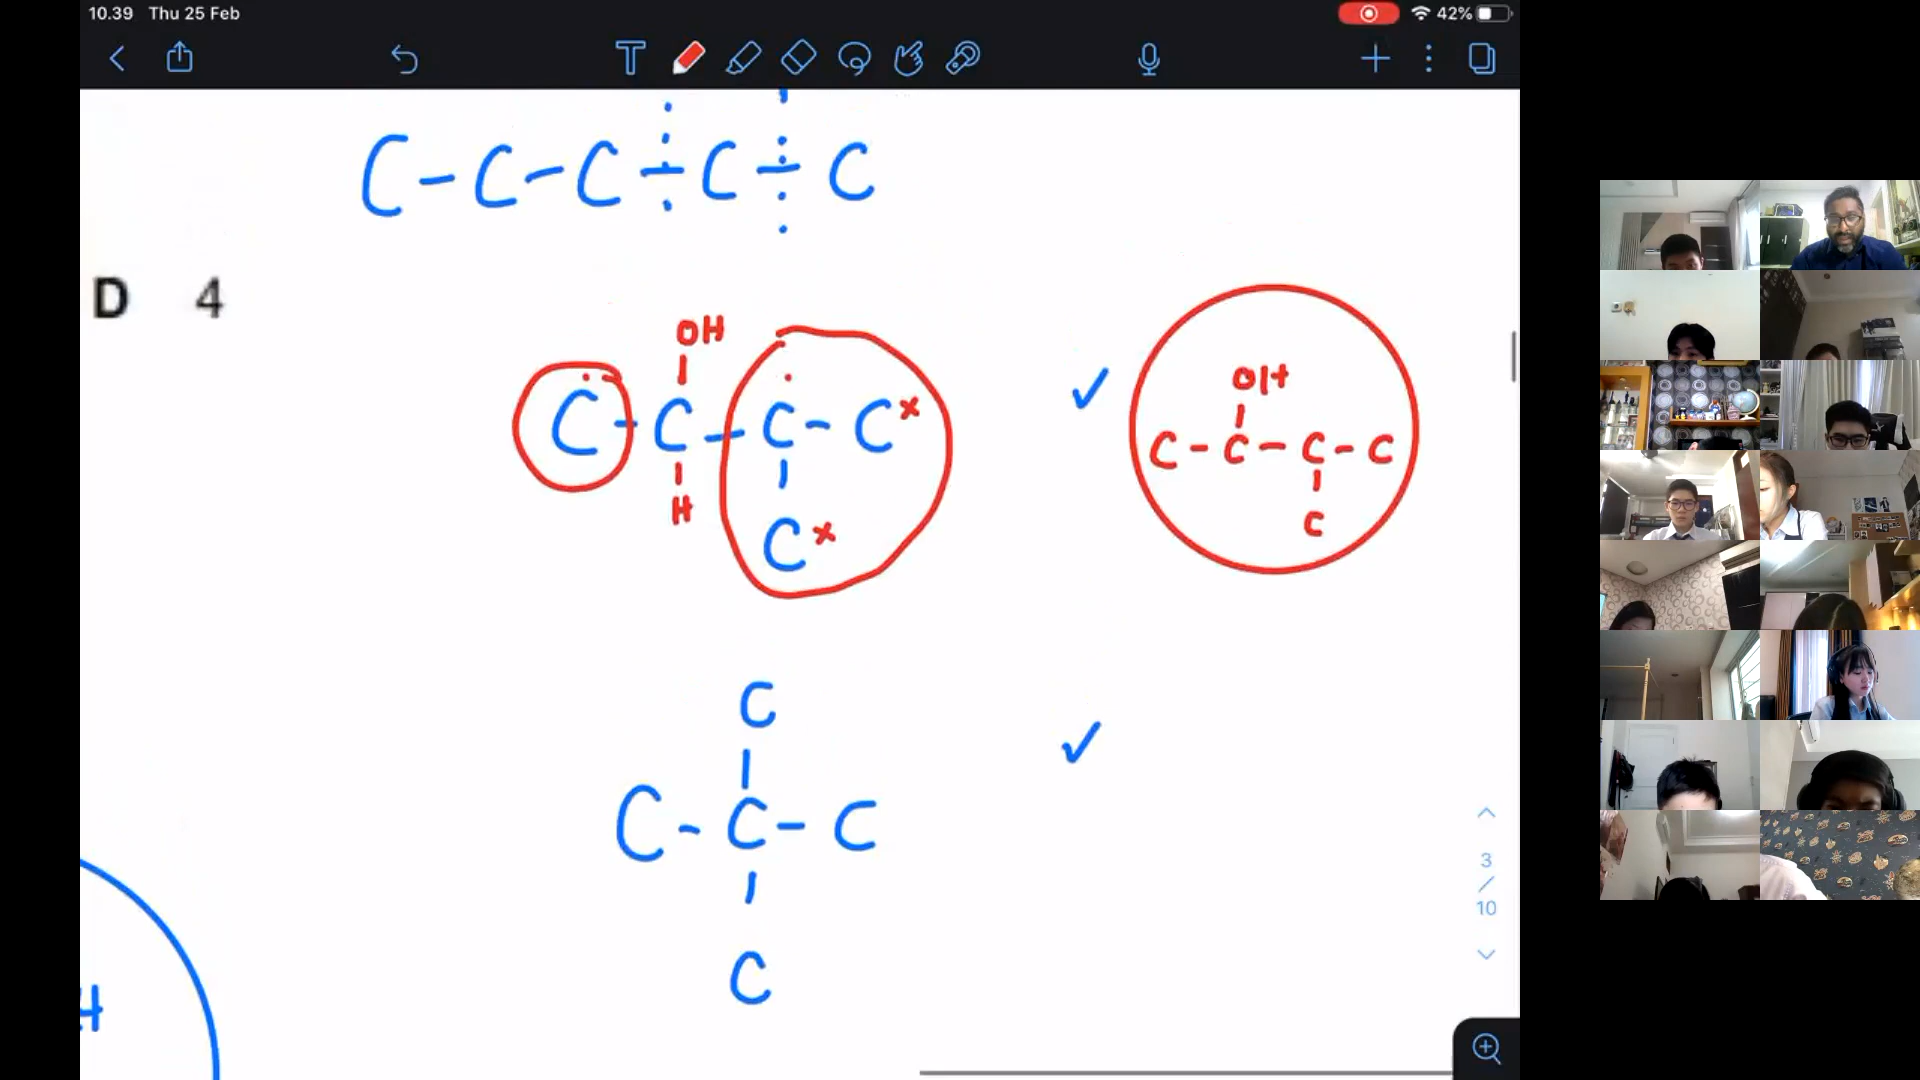 10.39 Thu 25 Feb
42%
T
C - C - C - C - C
D 4
OH
C - C - C - C x
H
C x
OH
C - C - C - C
C
C
C - C - C
C
H
3
/
10